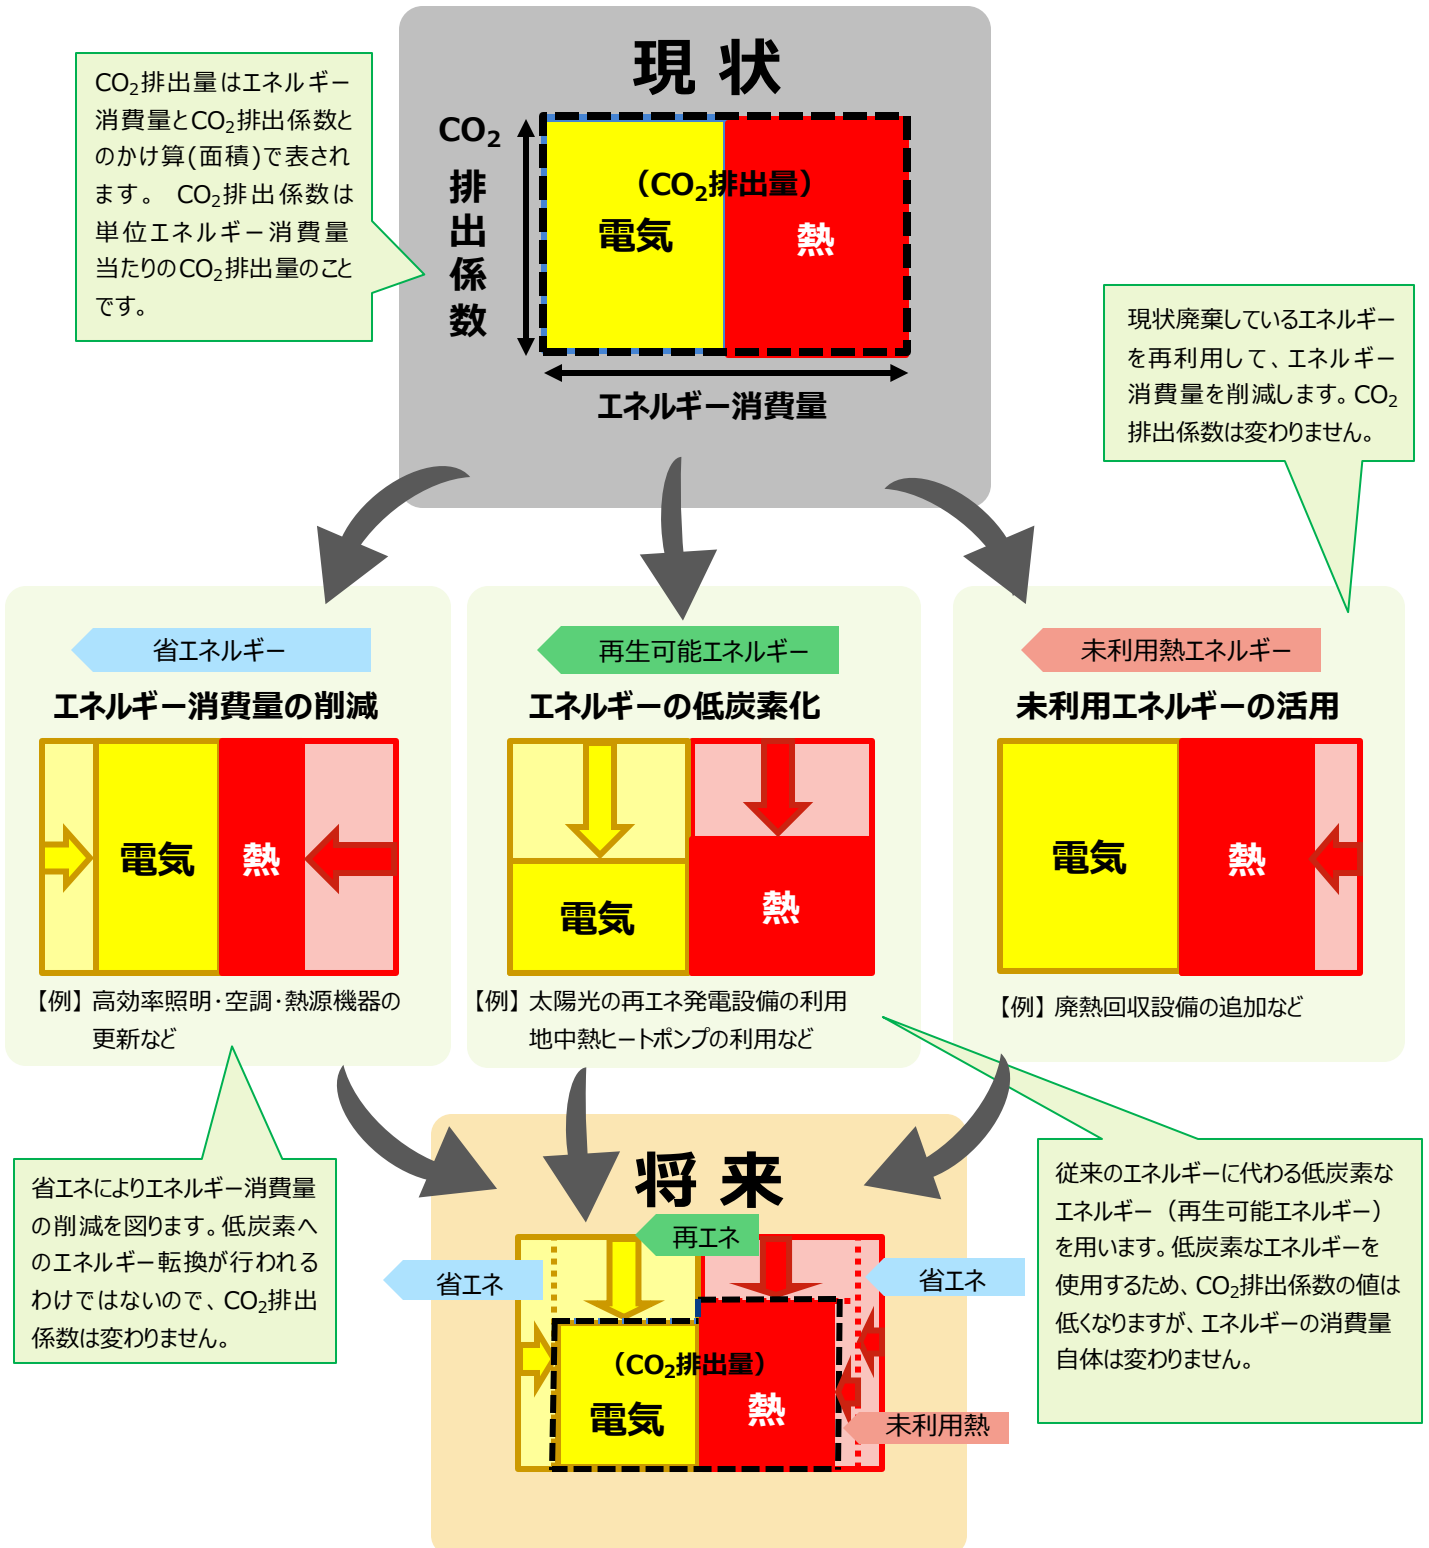 現 状
CO₂排出量はエネルギー
消費量とCO₂排出係数と
のかけ算(面積)で表され
ます。 CO₂排出係数は
単位エネルギー消費量
当たりのCO₂排出量のこと
です。
CO₂
排
出
係
数
（CO₂排出量）
電気
熱
エネルギー消費量
現状廃棄しているエネルギー
を再利用して、エネルギー
消費量を削減します。CO₂
排出係数は変わりません。
省エネルギー
エネルギー消費量の削減
電気
熱
【例】 高効率照明・空調・熱源機器の
更新など
再生可能エネルギー
エネルギーの低炭素化
電気
熱
【例】 太陽光の再エネ発電設備の利用
地中熱ヒートポンプの利用など
未利用熱エネルギー
未利用エネルギーの活用
電気
熱
【例】 廃熱回収設備の追加など
省エネによりエネルギー消費量
の削減を図ります。低炭素へ
のエネルギー転換が行われる
わけではないので、CO₂排出
係数は変わりません。
将 来
再エネ
省エネ
省エネ
（CO₂排出量）
電気
熱
未利用熱
従来のエネルギーに代わる低炭素な
エネルギー（再生可能エネルギー）
を用います。低炭素なエネルギーを
使用するため、CO₂排出係数の値は
低くなりますが、エネルギーの消費量
自体は変わりません。